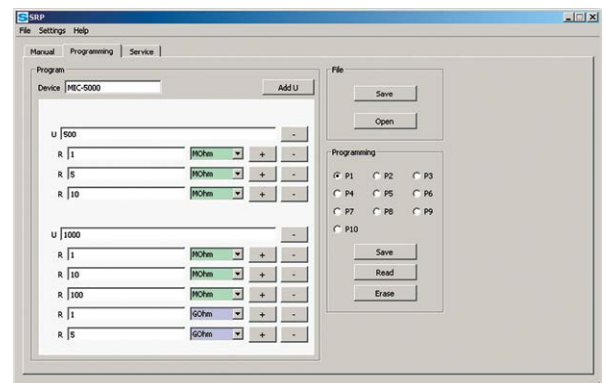 SRP
File Settings Help
Manual Programming Service
Program
Device MIC-5000 Add U
U 500 -
R 1 MOhm + -
R 5 MOhm + -
R 10 MOhm + -
U 1000 -
R 1 MOhm + -
R 10 MOhm + -
R 100 MOhm + -
R 1 GOhm + -
R 5 GOhm + -
File
Save
Open
Programming
P1 P2 P3
P4 P5 P6
P7 P8 P9
P10
Save
Read
Erase